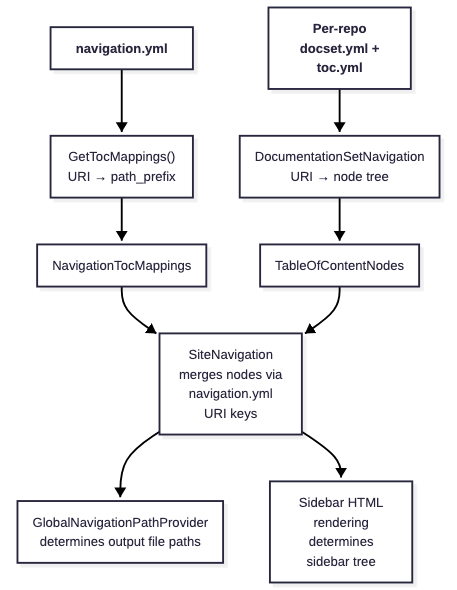 navigation.yml
Per-repo
docset.yml +
toc.yml
GetTocMappings()
URI → path_prefix
DocumentationSetNavigation
URI → node tree
NavigationTocMappings
TableOfContentNodes
SiteNavigation
merges nodes via
navigation.yml
URI keys
GlobalNavigationPathProvider
determines output file paths
Sidebar HTML
rendering
determines
sidebar tree